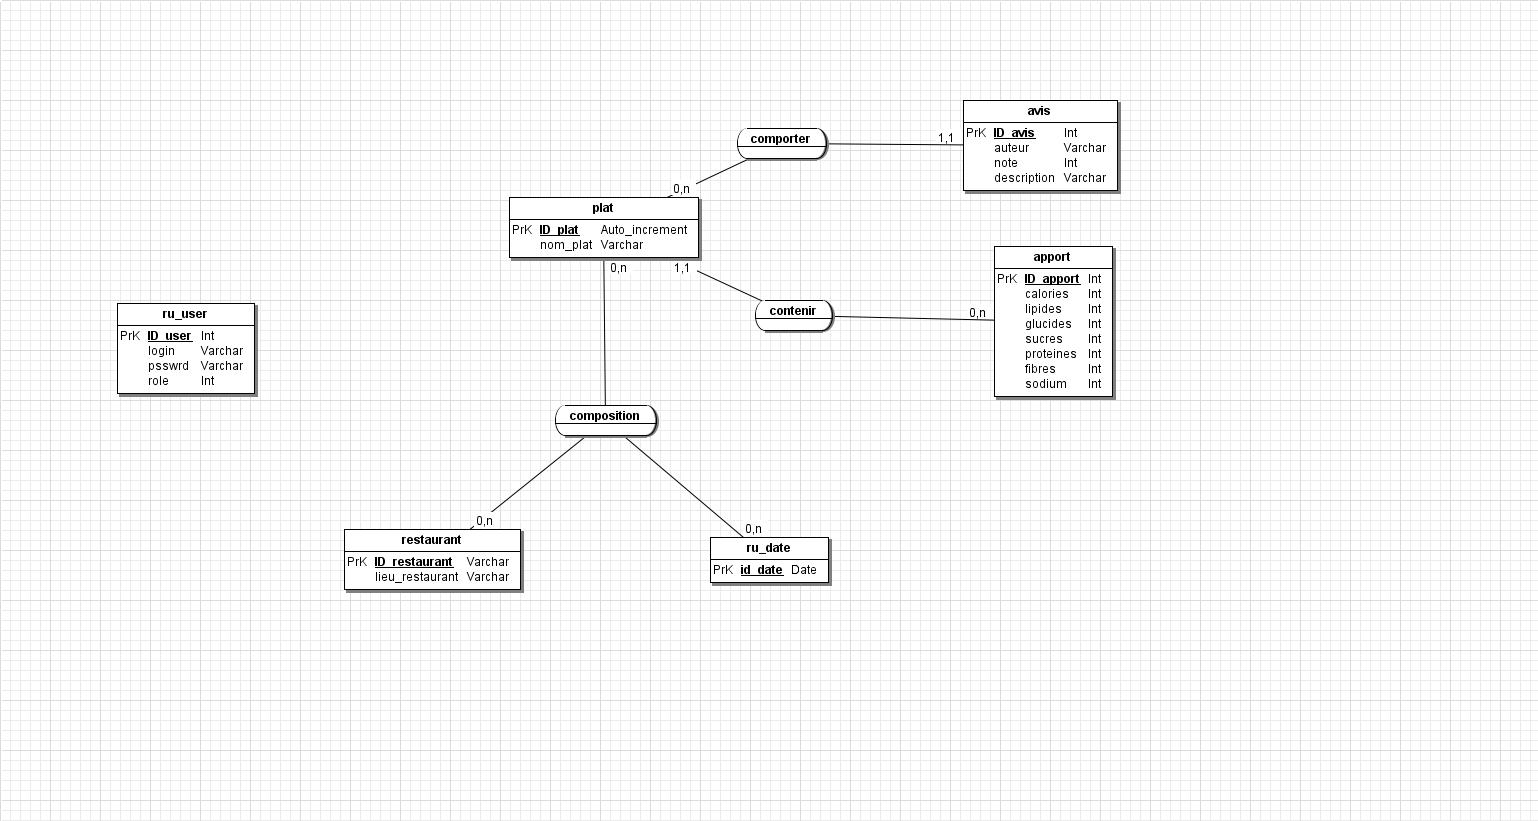 avis
PrK ID_avis Int
auteur Varchar
note Int
description Varchar
comporter
1,1
0,n
plat
PrK ID_plat Auto_increment
nom_plat Varchar
0,n
1,1
apport
PrK ID_apport Int
calories Int
lipides Int
glucides Int
sucres Int
proteines Int
fibres Int
sodium Int
contenir
0,n
ru_user
PrK ID_user Int
login Varchar
psswrd Varchar
role Int
composition
0,n
0,n
restaurant
PrK ID_restaurant Varchar
lieu_restaurant Varchar
ru_date
PrK id_date Date